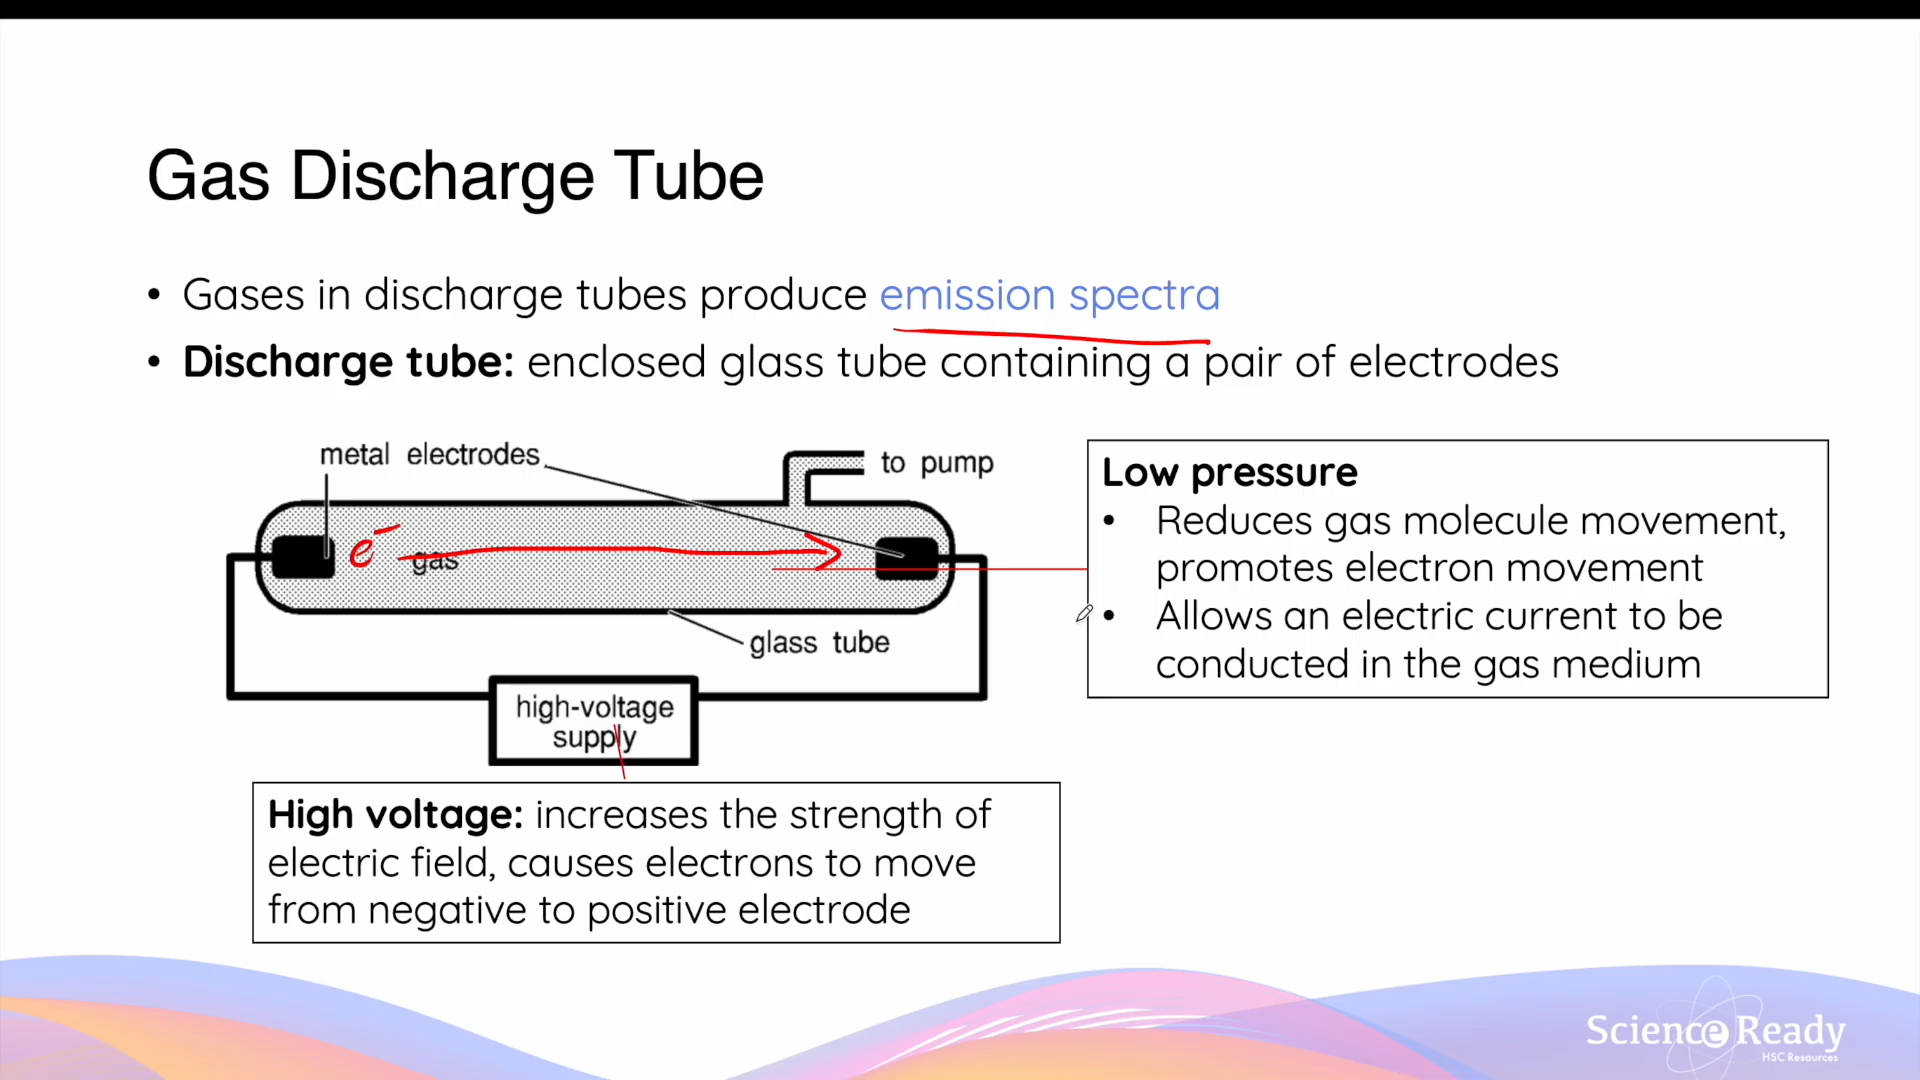 Gas Discharge Tube
• Gases in discharge tubes produce emission spectra
• Discharge tube: enclosed glass tube containing a pair of electrodes
metal electrodes
to pump
e⁻
gas
glass tube
high-voltage
supply
Low pressure
• Reduces gas molecule movement,
promotes electron movement
• Allows an electric current to be
conducted in the gas medium
High voltage: increases the strength of
electric field, causes electrons to move
from negative to positive electrode
Science Ready
HSC Resources